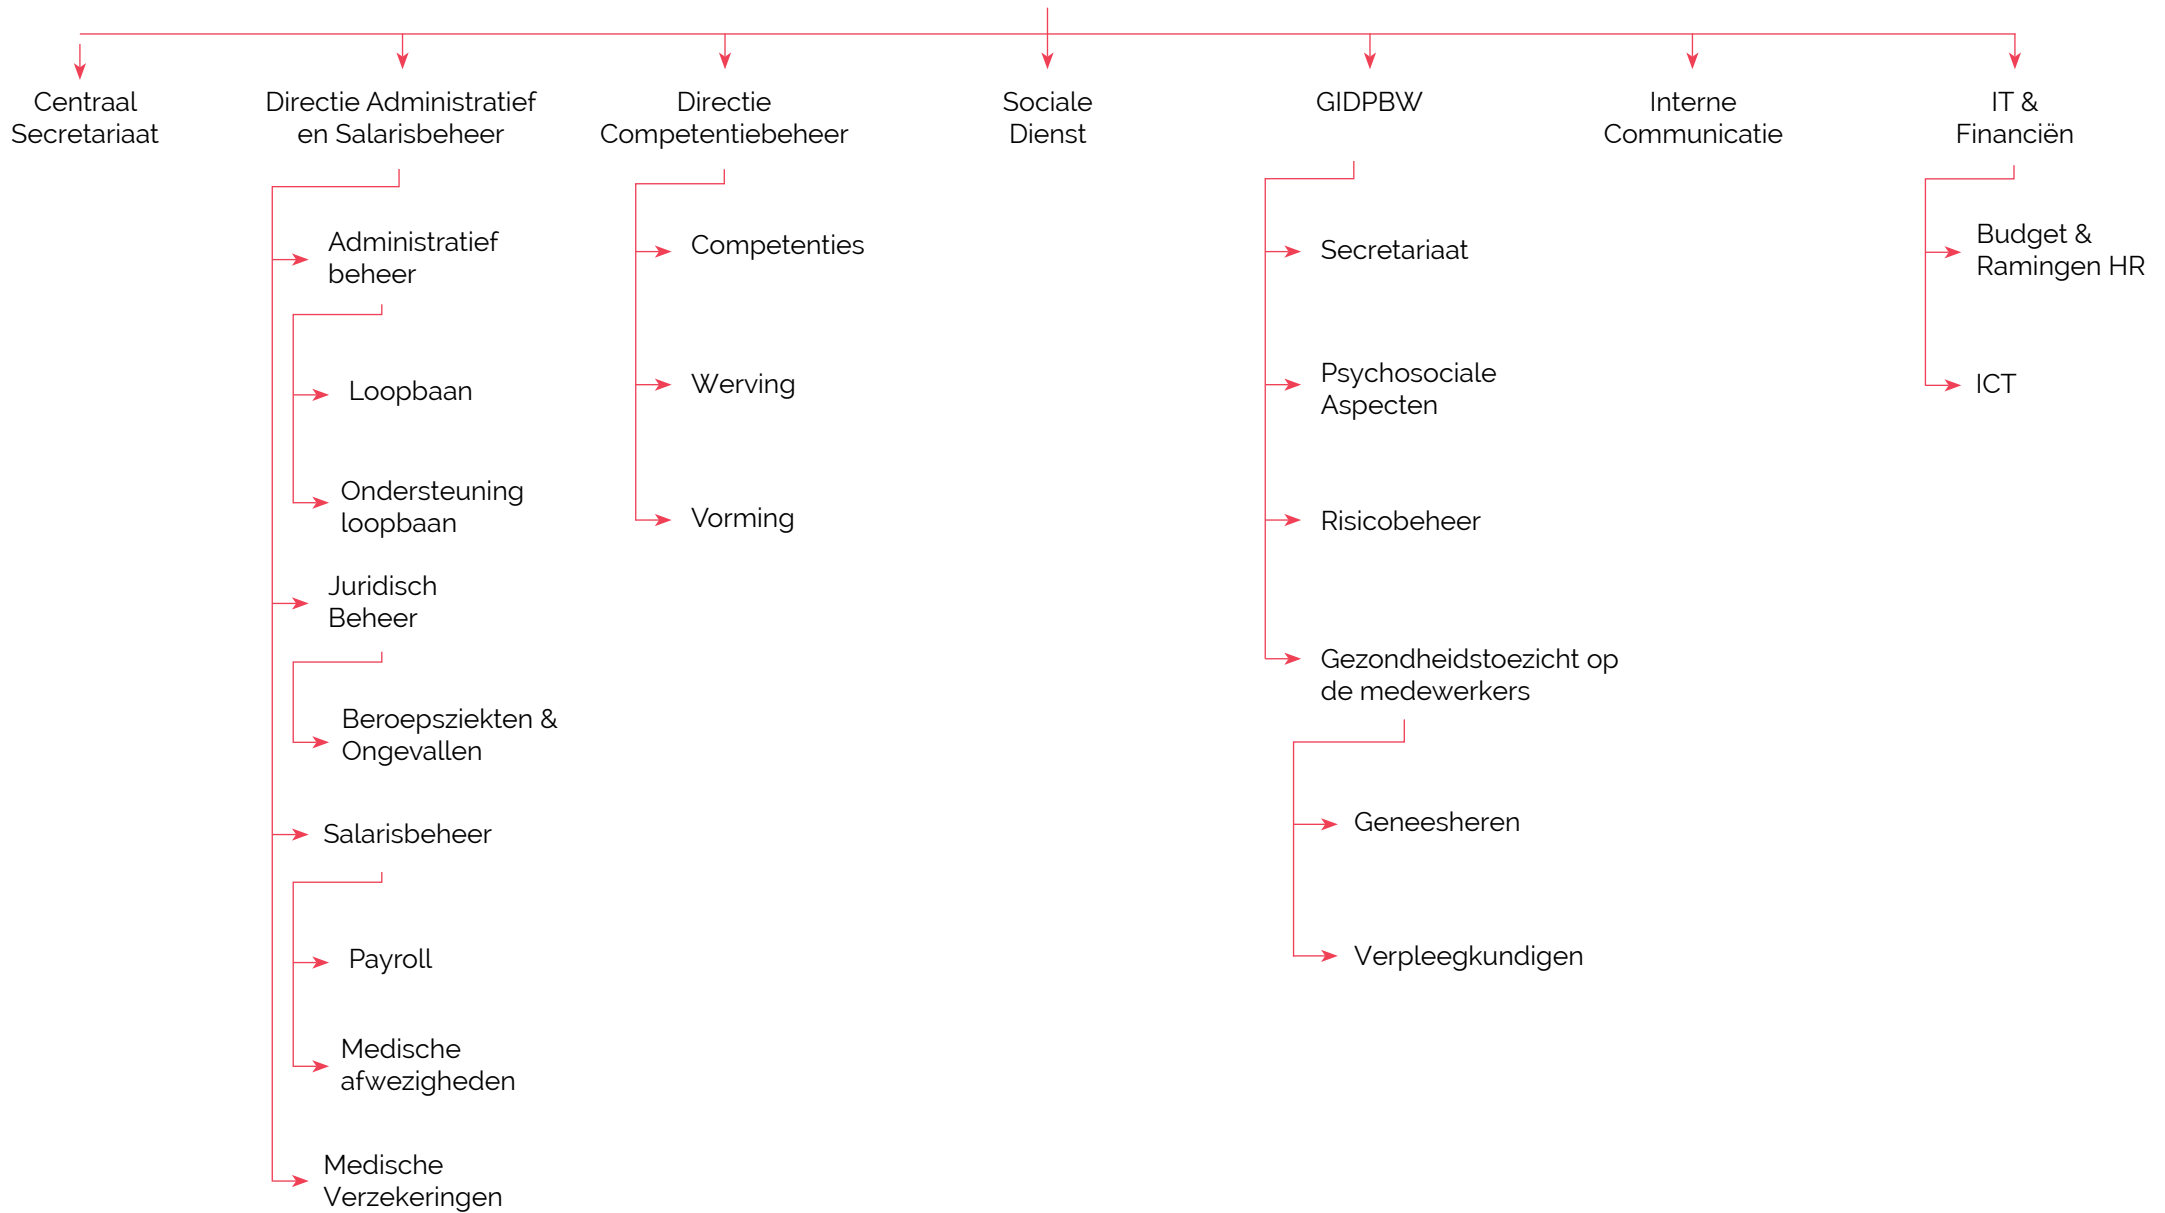 Centraal
Secretariaat
Directie Administratief
en Salarisbeheer
Administratief
beheer
Loopbaan
Ondersteuning
loopbaan
Juridisch
Beheer
Beroepsziekten &
Ongevallen
Salarisbeheer
Payroll
Medische
afwezigheden
Medische
Verzekeringen
Directie
Competentiebeheer
Competenties
Werving
Vorming
Sociale
Dienst
GIDPBW
Secretariaat
Psychosociale
Aspecten
Risicobeheer
Gezondheidstoezicht op
de medewerkers
Geneesheren
Verpleegkundigen
Interne
Communicatie
IT &
Financiën
Budget &
Ramingen HR
ICT